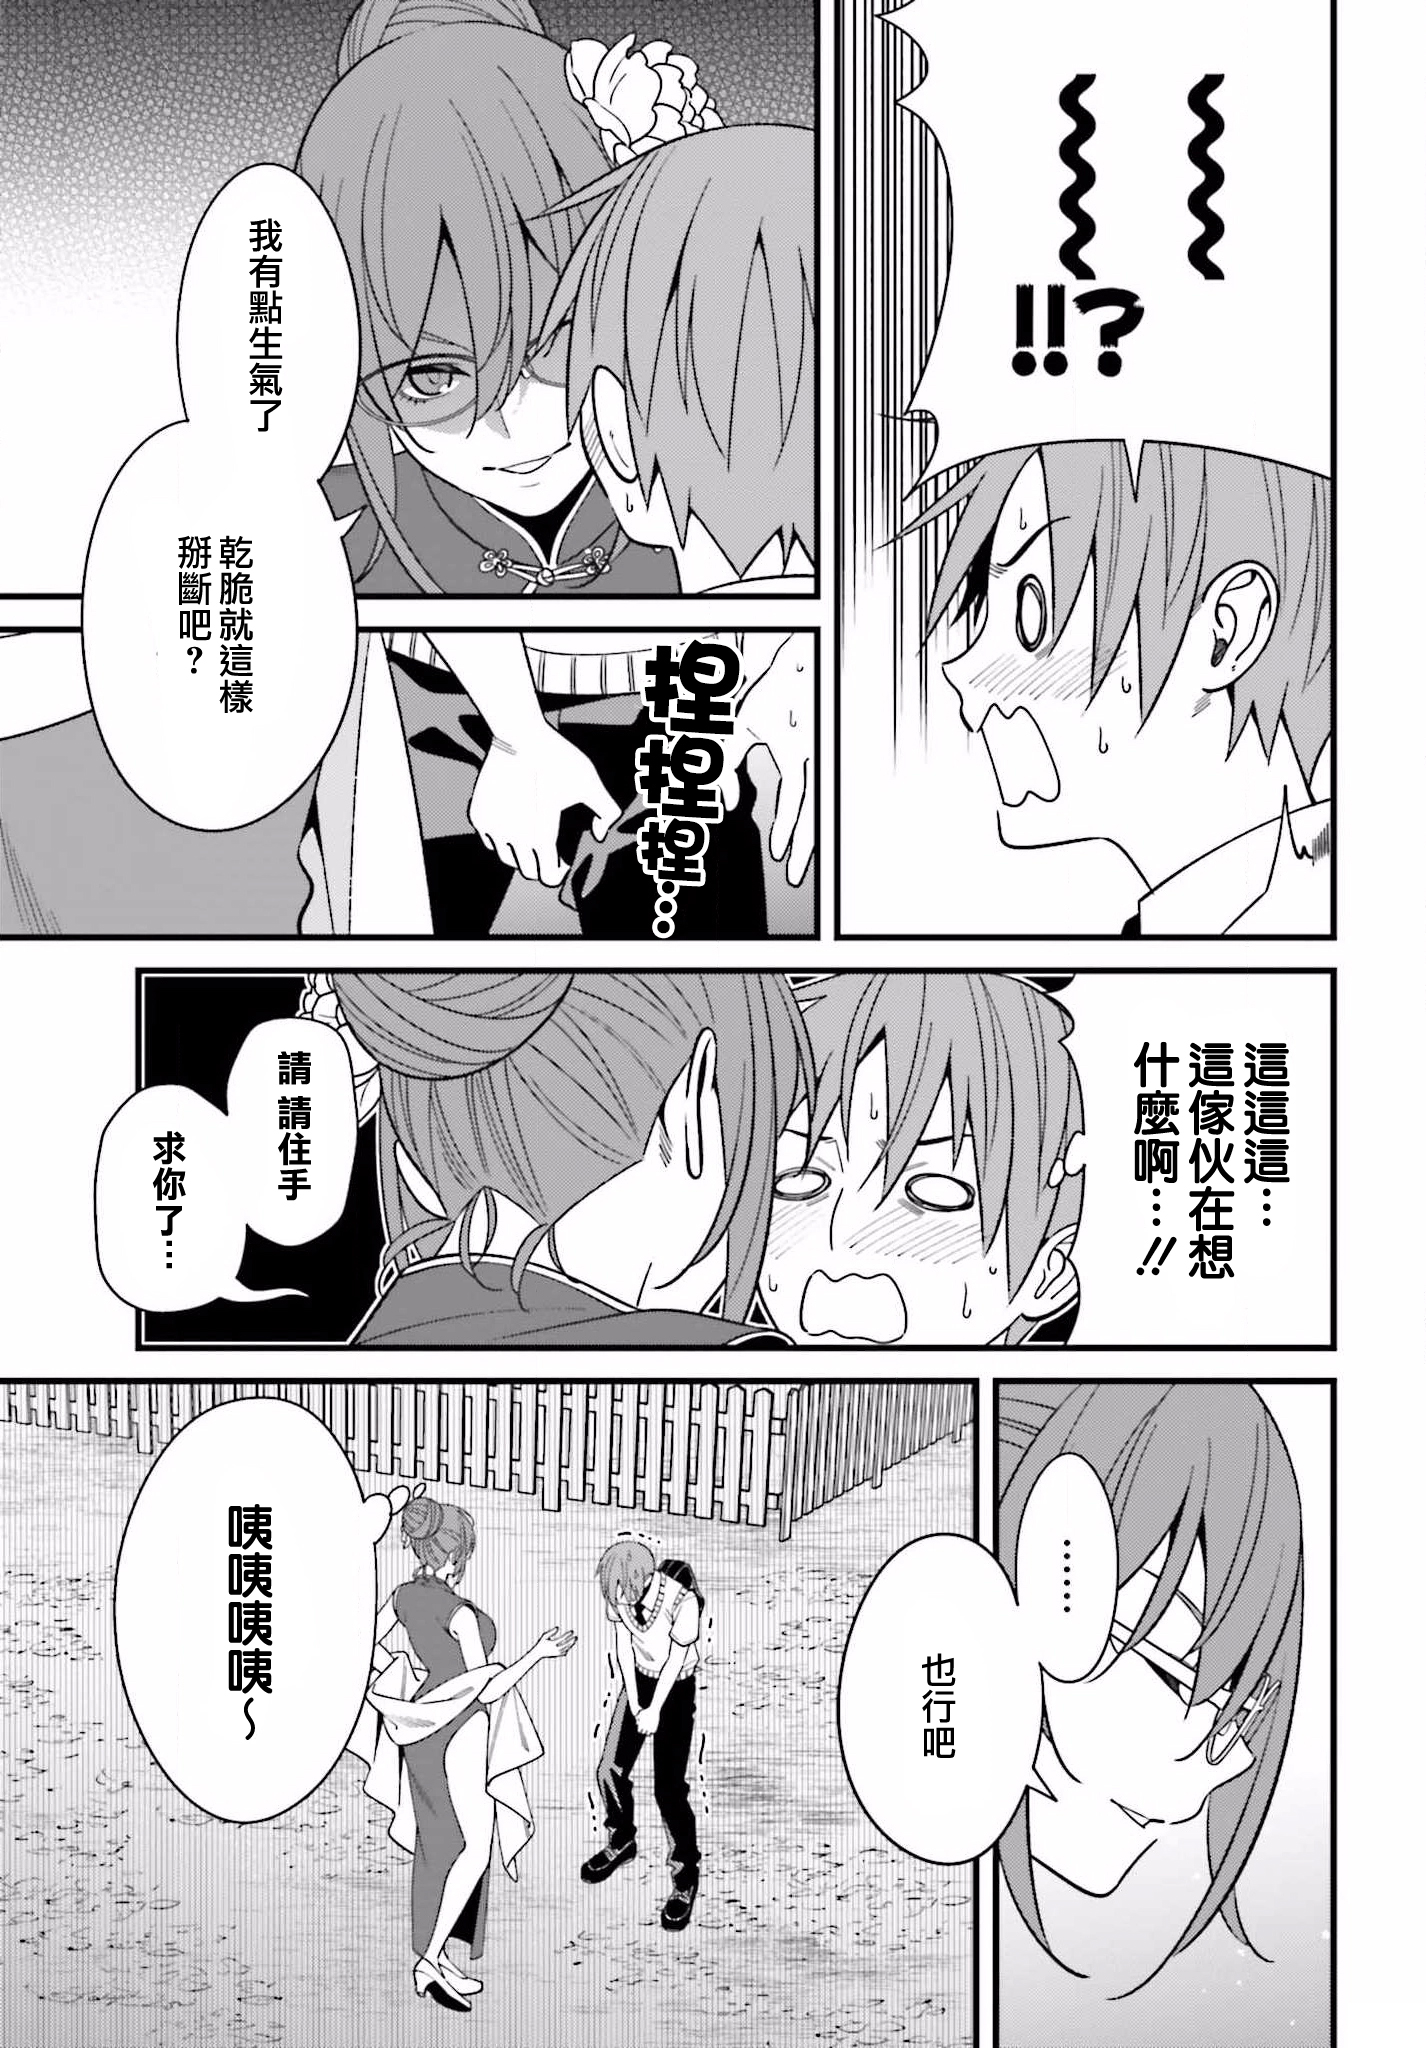 〜〜!!?
我有點生氣了
乾脆就這樣
掰斷吧？
捏捏捏…
這這這…
這傢伙在想
什麼啊…!!
請 請住手
求你了…
……
也行吧
咦咦咦咦～